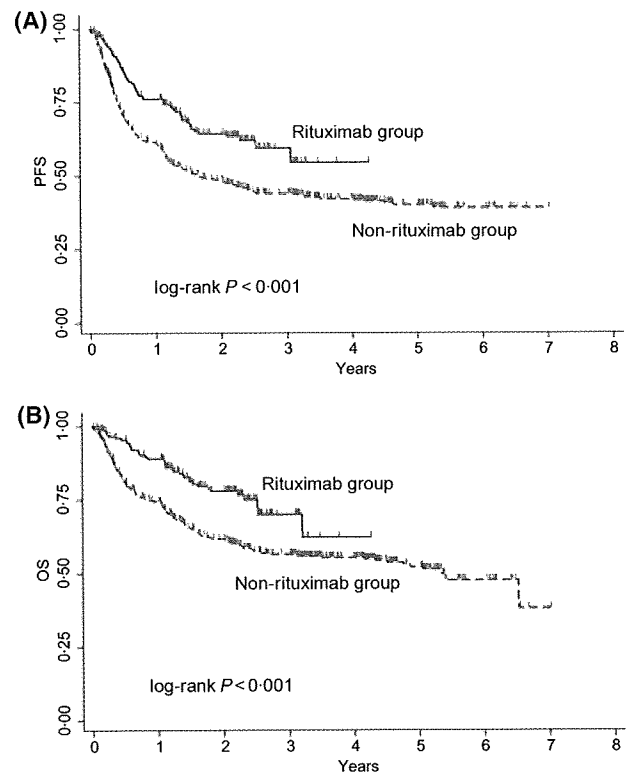 (A)
1·00
0·75
0·50
0·25
0·00
PFS
Rituximab group
Non-rituximab group
log-rank P < 0·001
0 1 2 3 4 5 6 7 8
Years
(B)
1·00
0·75
0·50
0·25
0·00
OS
Rituximab group
Non-rituximab group
log-rank P < 0·001
0 1 2 3 4 5 6 7 8
Years